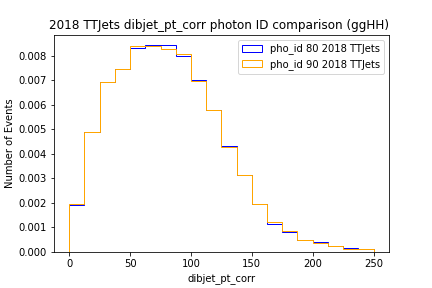 2018 TTJets dibjet_pt_corr photon ID comparison (ggHH)
pho_id 80 2018 TTJets
pho_id 90 2018 TTJets
Number of Events
0.008
0.007
0.006
0.005
0.004
0.003
0.002
0.001
0.000
0 50 100 150 200 250
dibjet_pt_corr